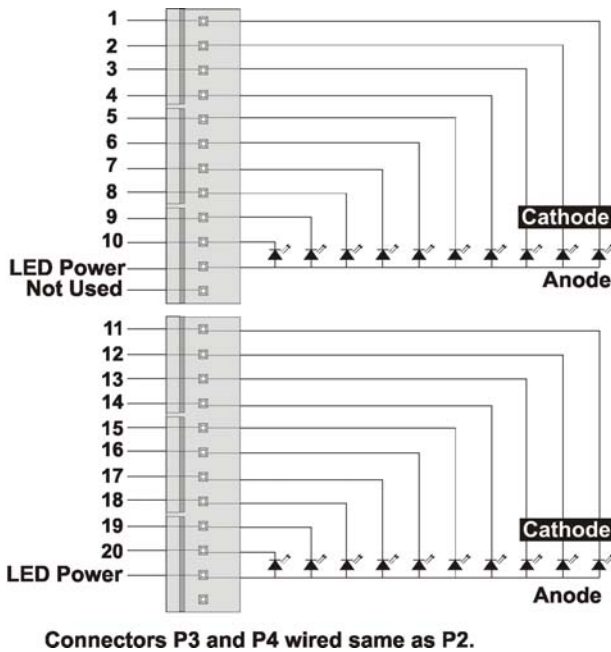 1
2
3
4
5
6
7
8
9
Cathode
10
LED Power
Not Used
Anode
11
12
13
14
15
16
17
18
19
Cathode
20
LED Power
Anode
Connectors P3 and P4 wired same as P2.